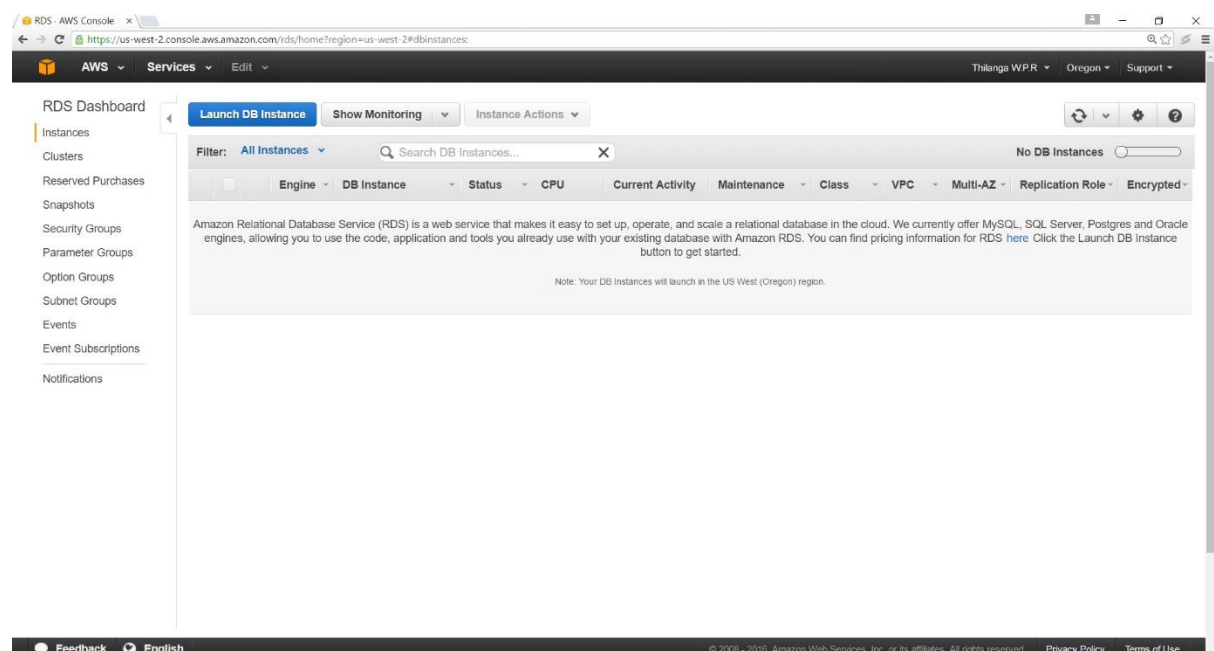 RDS · AWS Console
https://us-west-2.console.aws.amazon.com/rds/home?region=us-west-2#dbinstances:
AWS Services Edit Thilanga W.P.R Oregon Support
RDS Dashboard
Instances
Clusters
Reserved Purchases
Snapshots
Security Groups
Parameter Groups
Option Groups
Subnet Groups
Events
Event Subscriptions
Notifications
Launch DB Instance Show Monitoring Instance Actions
Filter: All Instances Search DB Instances... No DB Instances
Engine DB Instance Status CPU Current Activity Maintenance Class VPC Multi-AZ Replication Role Encrypted
Amazon Relational Database Service (RDS) is a web service that makes it easy to set up, operate, and scale a relational database in the cloud. We currently offer MySQL, SQL Server, Postgres and Oracle
engines, allowing you to use the code, application and tools you already use with your existing database with Amazon RDS. You can find pricing information for RDS here Click the Launch DB Instance
button to get started.
Note: Your DB Instances will launch in the US West (Oregon) region.
Feedback English © 2008 - 2016, Amazon Web Services, Inc. or its affiliates. All rights reserved. Privacy Policy Terms of Use